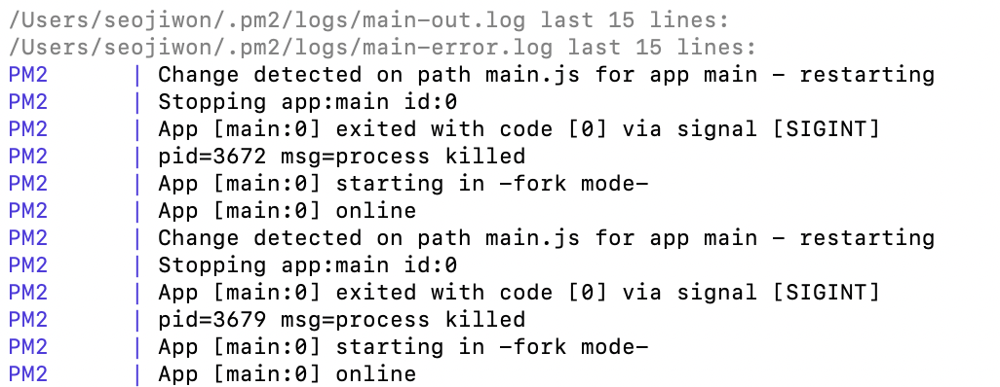 /Users/seojiwon/.pm2/logs/main-out.log last 15 lines:
/Users/seojiwon/.pm2/logs/main-error.log last 15 lines:
PM2 | Change detected on path main.js for app main - restarting
PM2 | Stopping app:main id:0
PM2 | App [main:0] exited with code [0] via signal [SIGINT]
PM2 | pid=3672 msg=process killed
PM2 | App [main:0] starting in -fork mode-
PM2 | App [main:0] online
PM2 | Change detected on path main.js for app main - restarting
PM2 | Stopping app:main id:0
PM2 | App [main:0] exited with code [0] via signal [SIGINT]
PM2 | pid=3679 msg=process killed
PM2 | App [main:0] starting in -fork mode-
PM2 | App [main:0] online